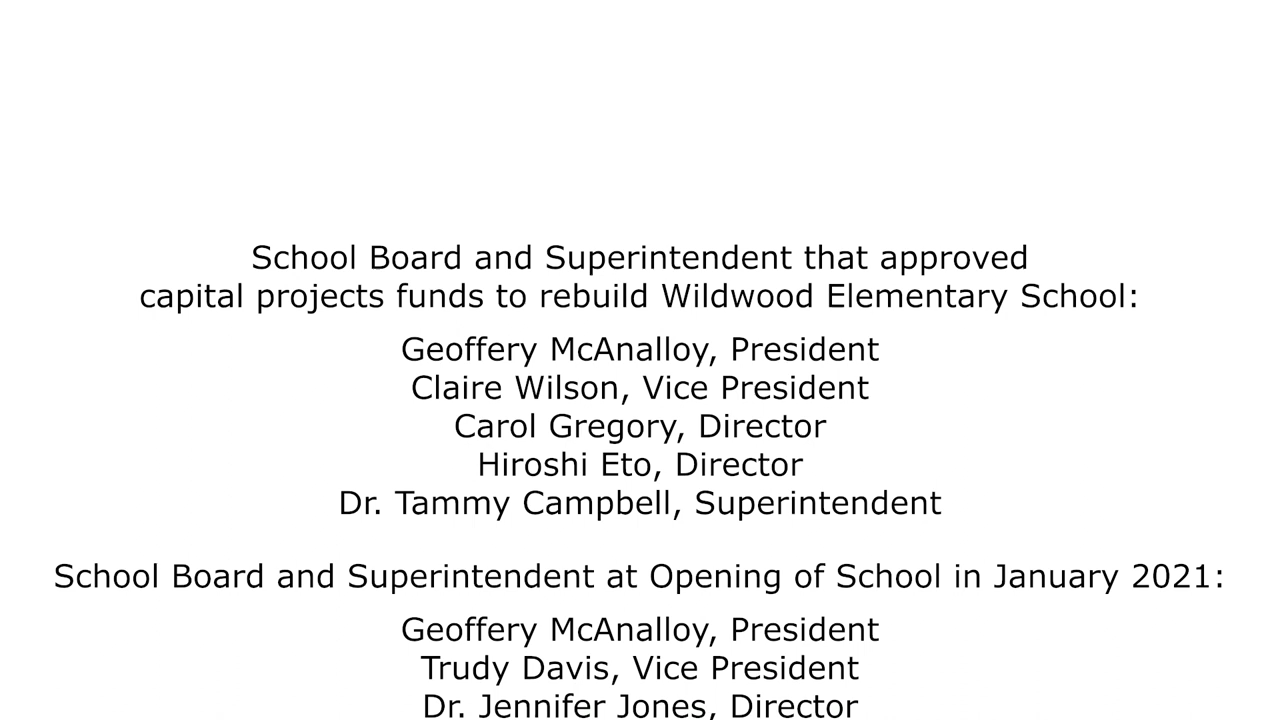 School Board and Superintendent that approved
capital projects funds to rebuild Wildwood Elementary School:
Geoffery McAnalloy, President
Claire Wilson, Vice President
Carol Gregory, Director
Hiroshi Eto, Director
Dr. Tammy Campbell, Superintendent
School Board and Superintendent at Opening of School in January 2021:
Geoffery McAnalloy, President
Trudy Davis, Vice President
Dr. Jennifer Jones, Director